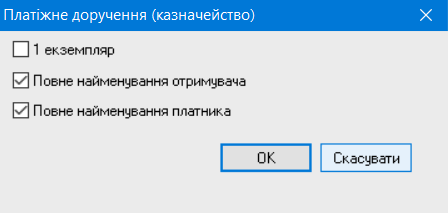 Платіжне доручення (казначейство)
1 екземпляр
Повне найменування отримувача
Повне найменування платника
OK Скасувати